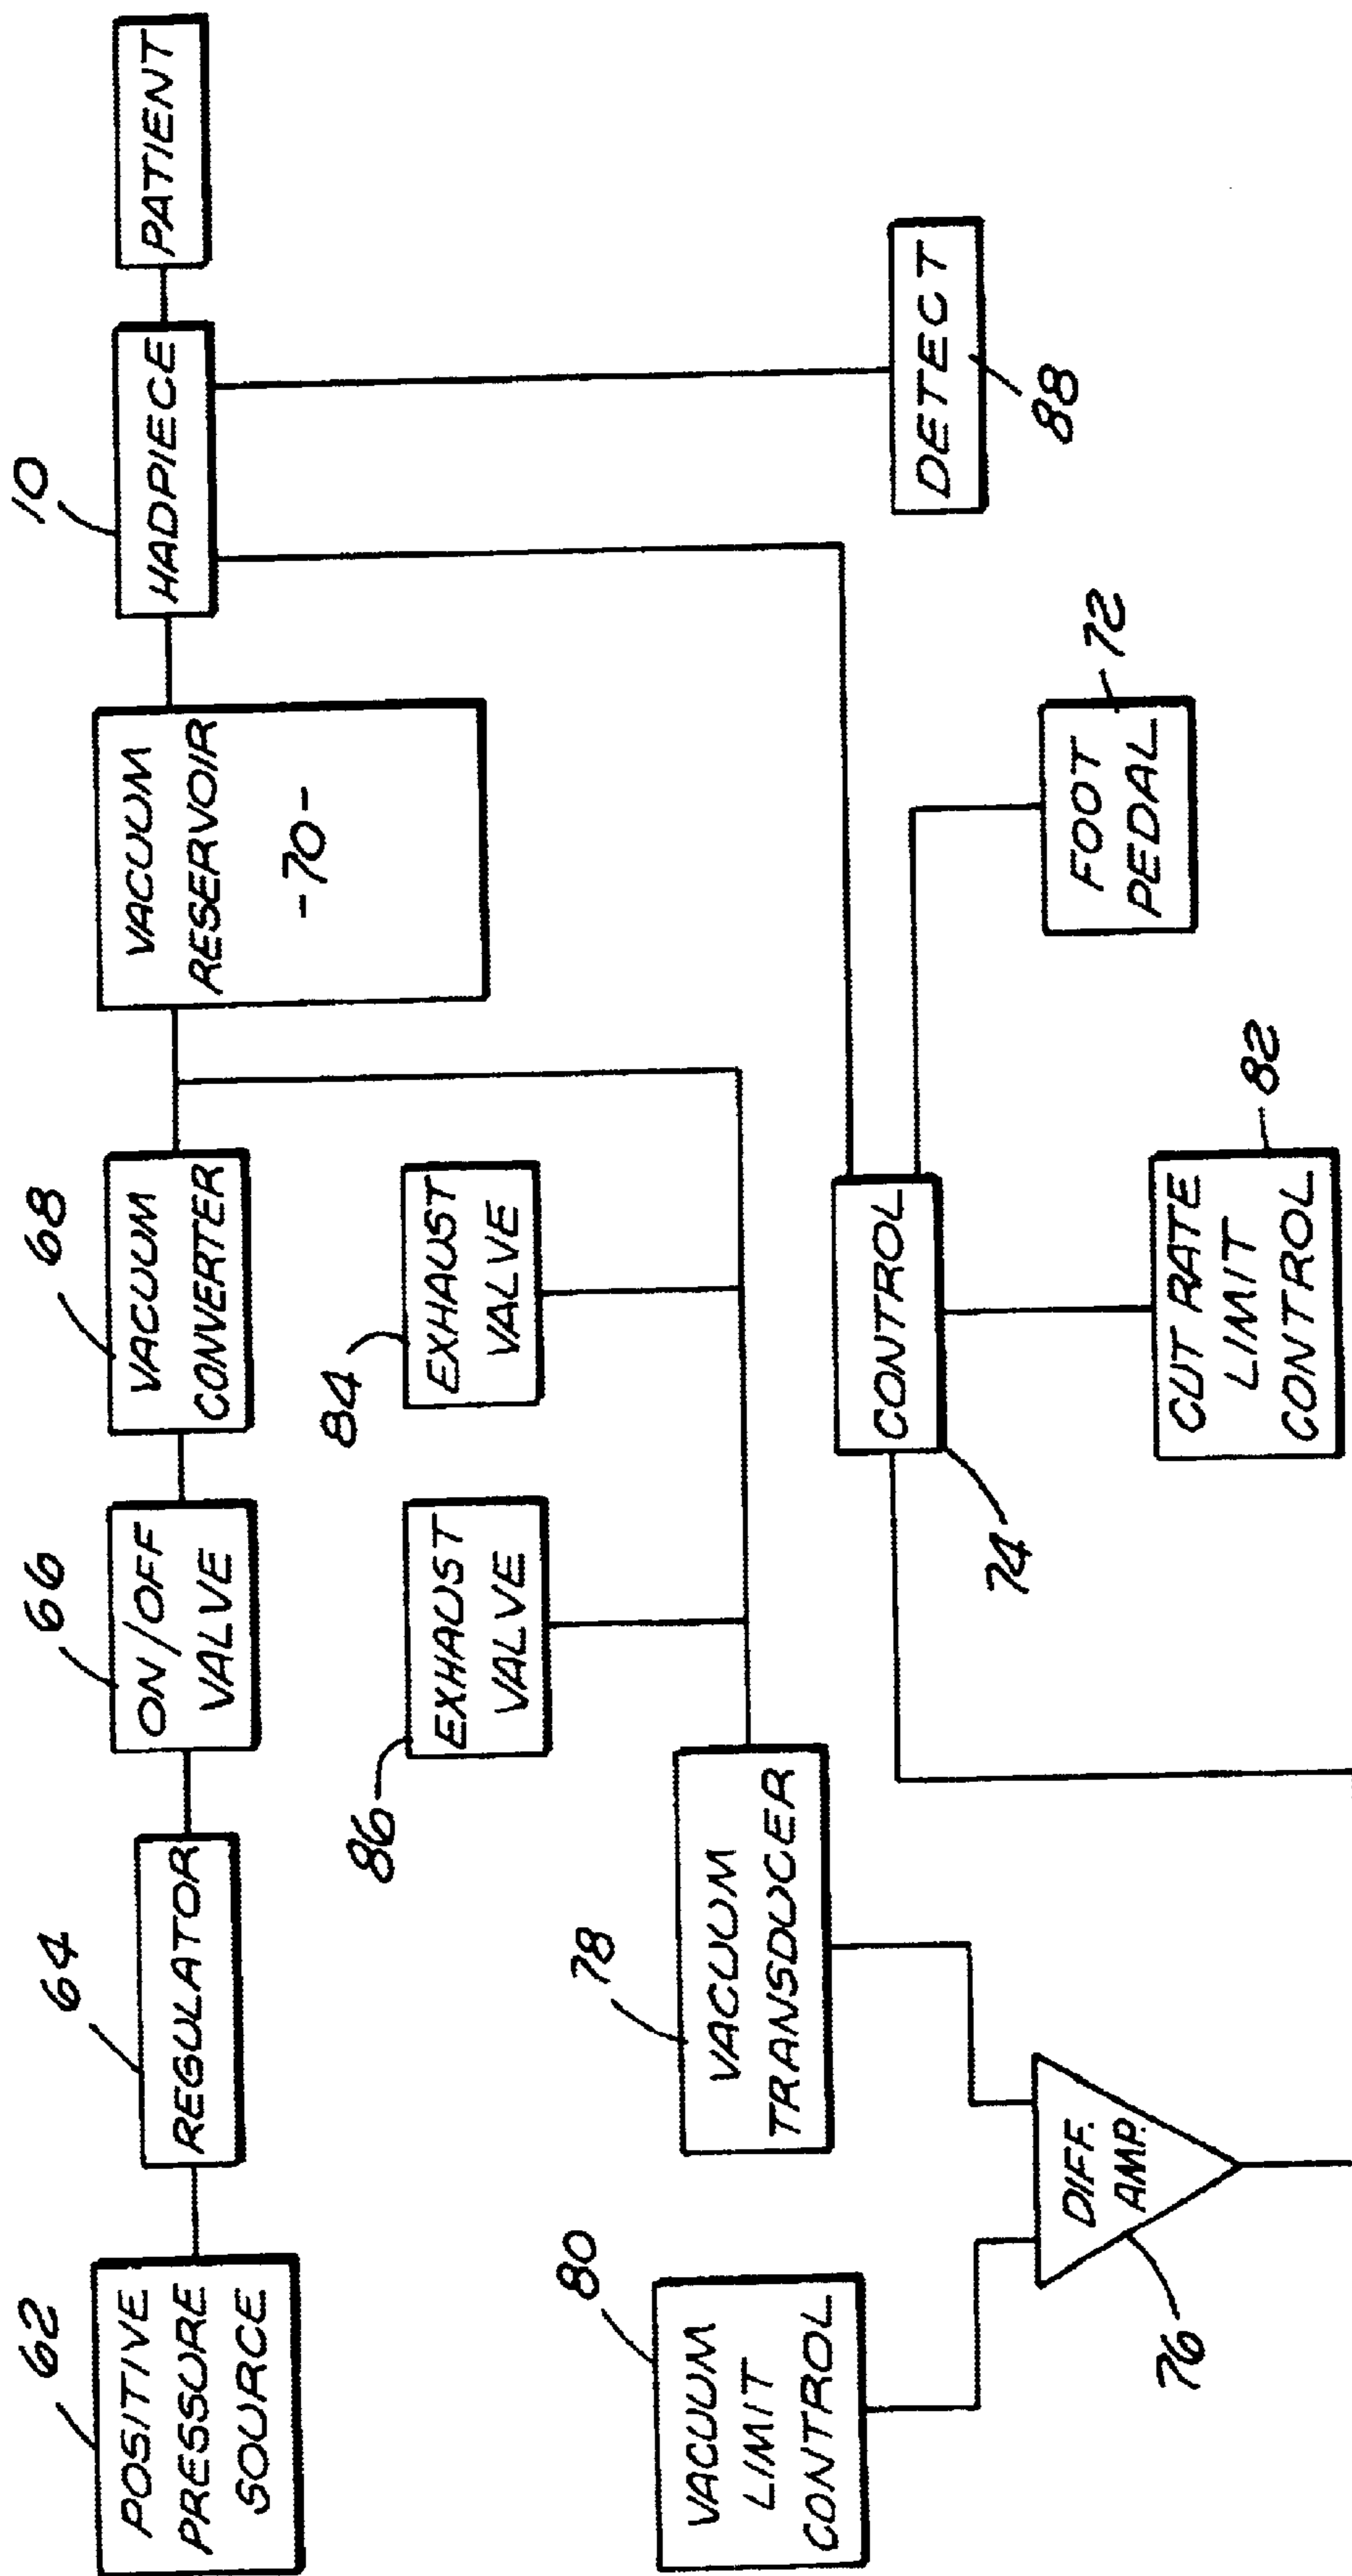 62
POSITIVE
PRESSURE
SOURCE
64
REGULATOR
66
ON/OFF
VALVE
68
VACUUM
CONVERTER
VACUUM
RESERVOIR
-70-
10
HADPIECE
PATIENT
86
EXHAUST
VALVE
84
EXHAUST
VALVE
80
VACUUM
LIMIT
CONTROL
78
VACUUM
TRANSDUCER
DIFF.
AMP.
76
CONTROL
74
DETECT
88
FOOT
PEDAL
72
CUT RATE
LIMIT
CONTROL
82